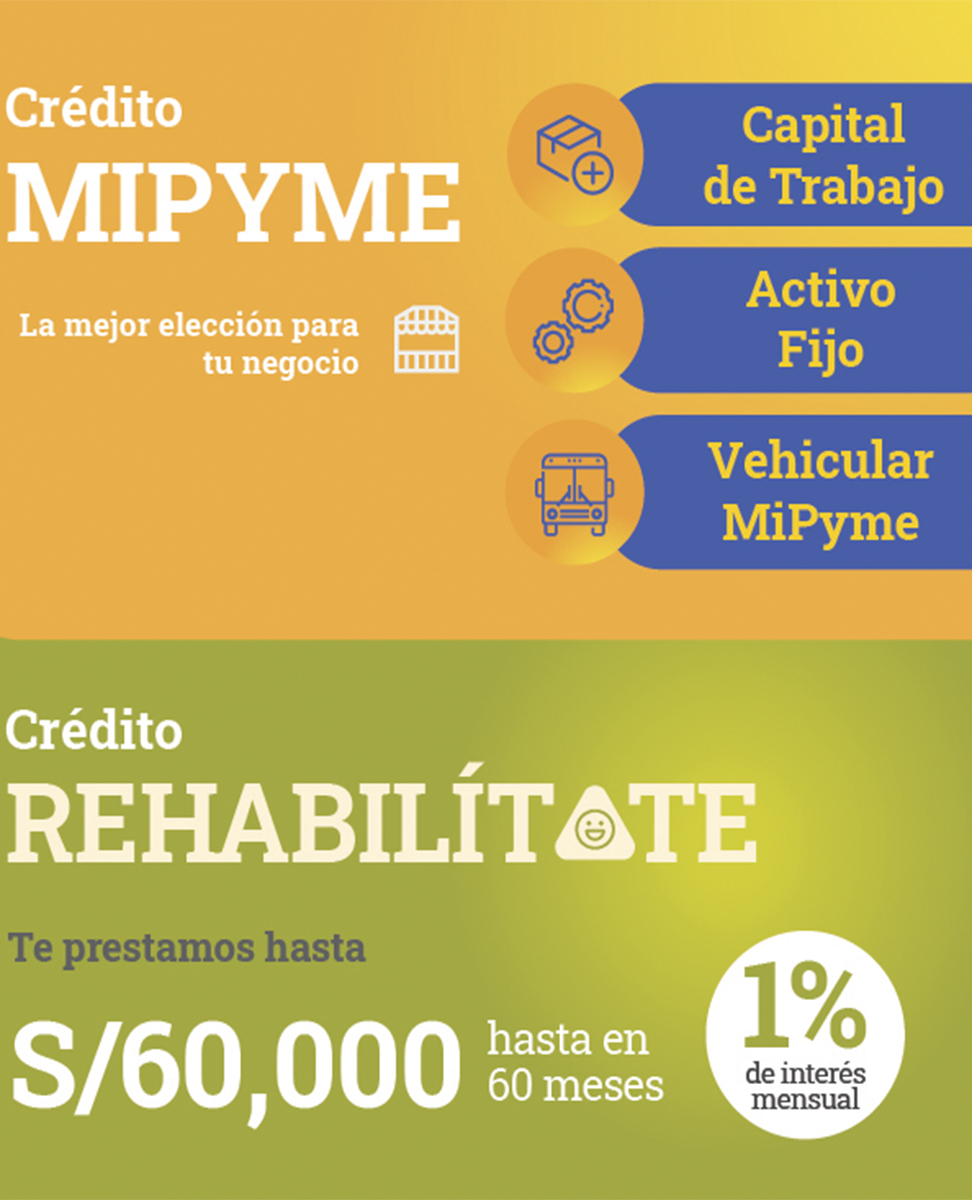 Crédito
MIPYME
La mejor elección para
tu negocio
Capital
de Trabajo
Activo
Fijo
Vehicular
MiPyme
Crédito
REHABILÍTATE
Te prestamos hasta
S/60,000
hasta en
60 meses
1%
de interés
mensual